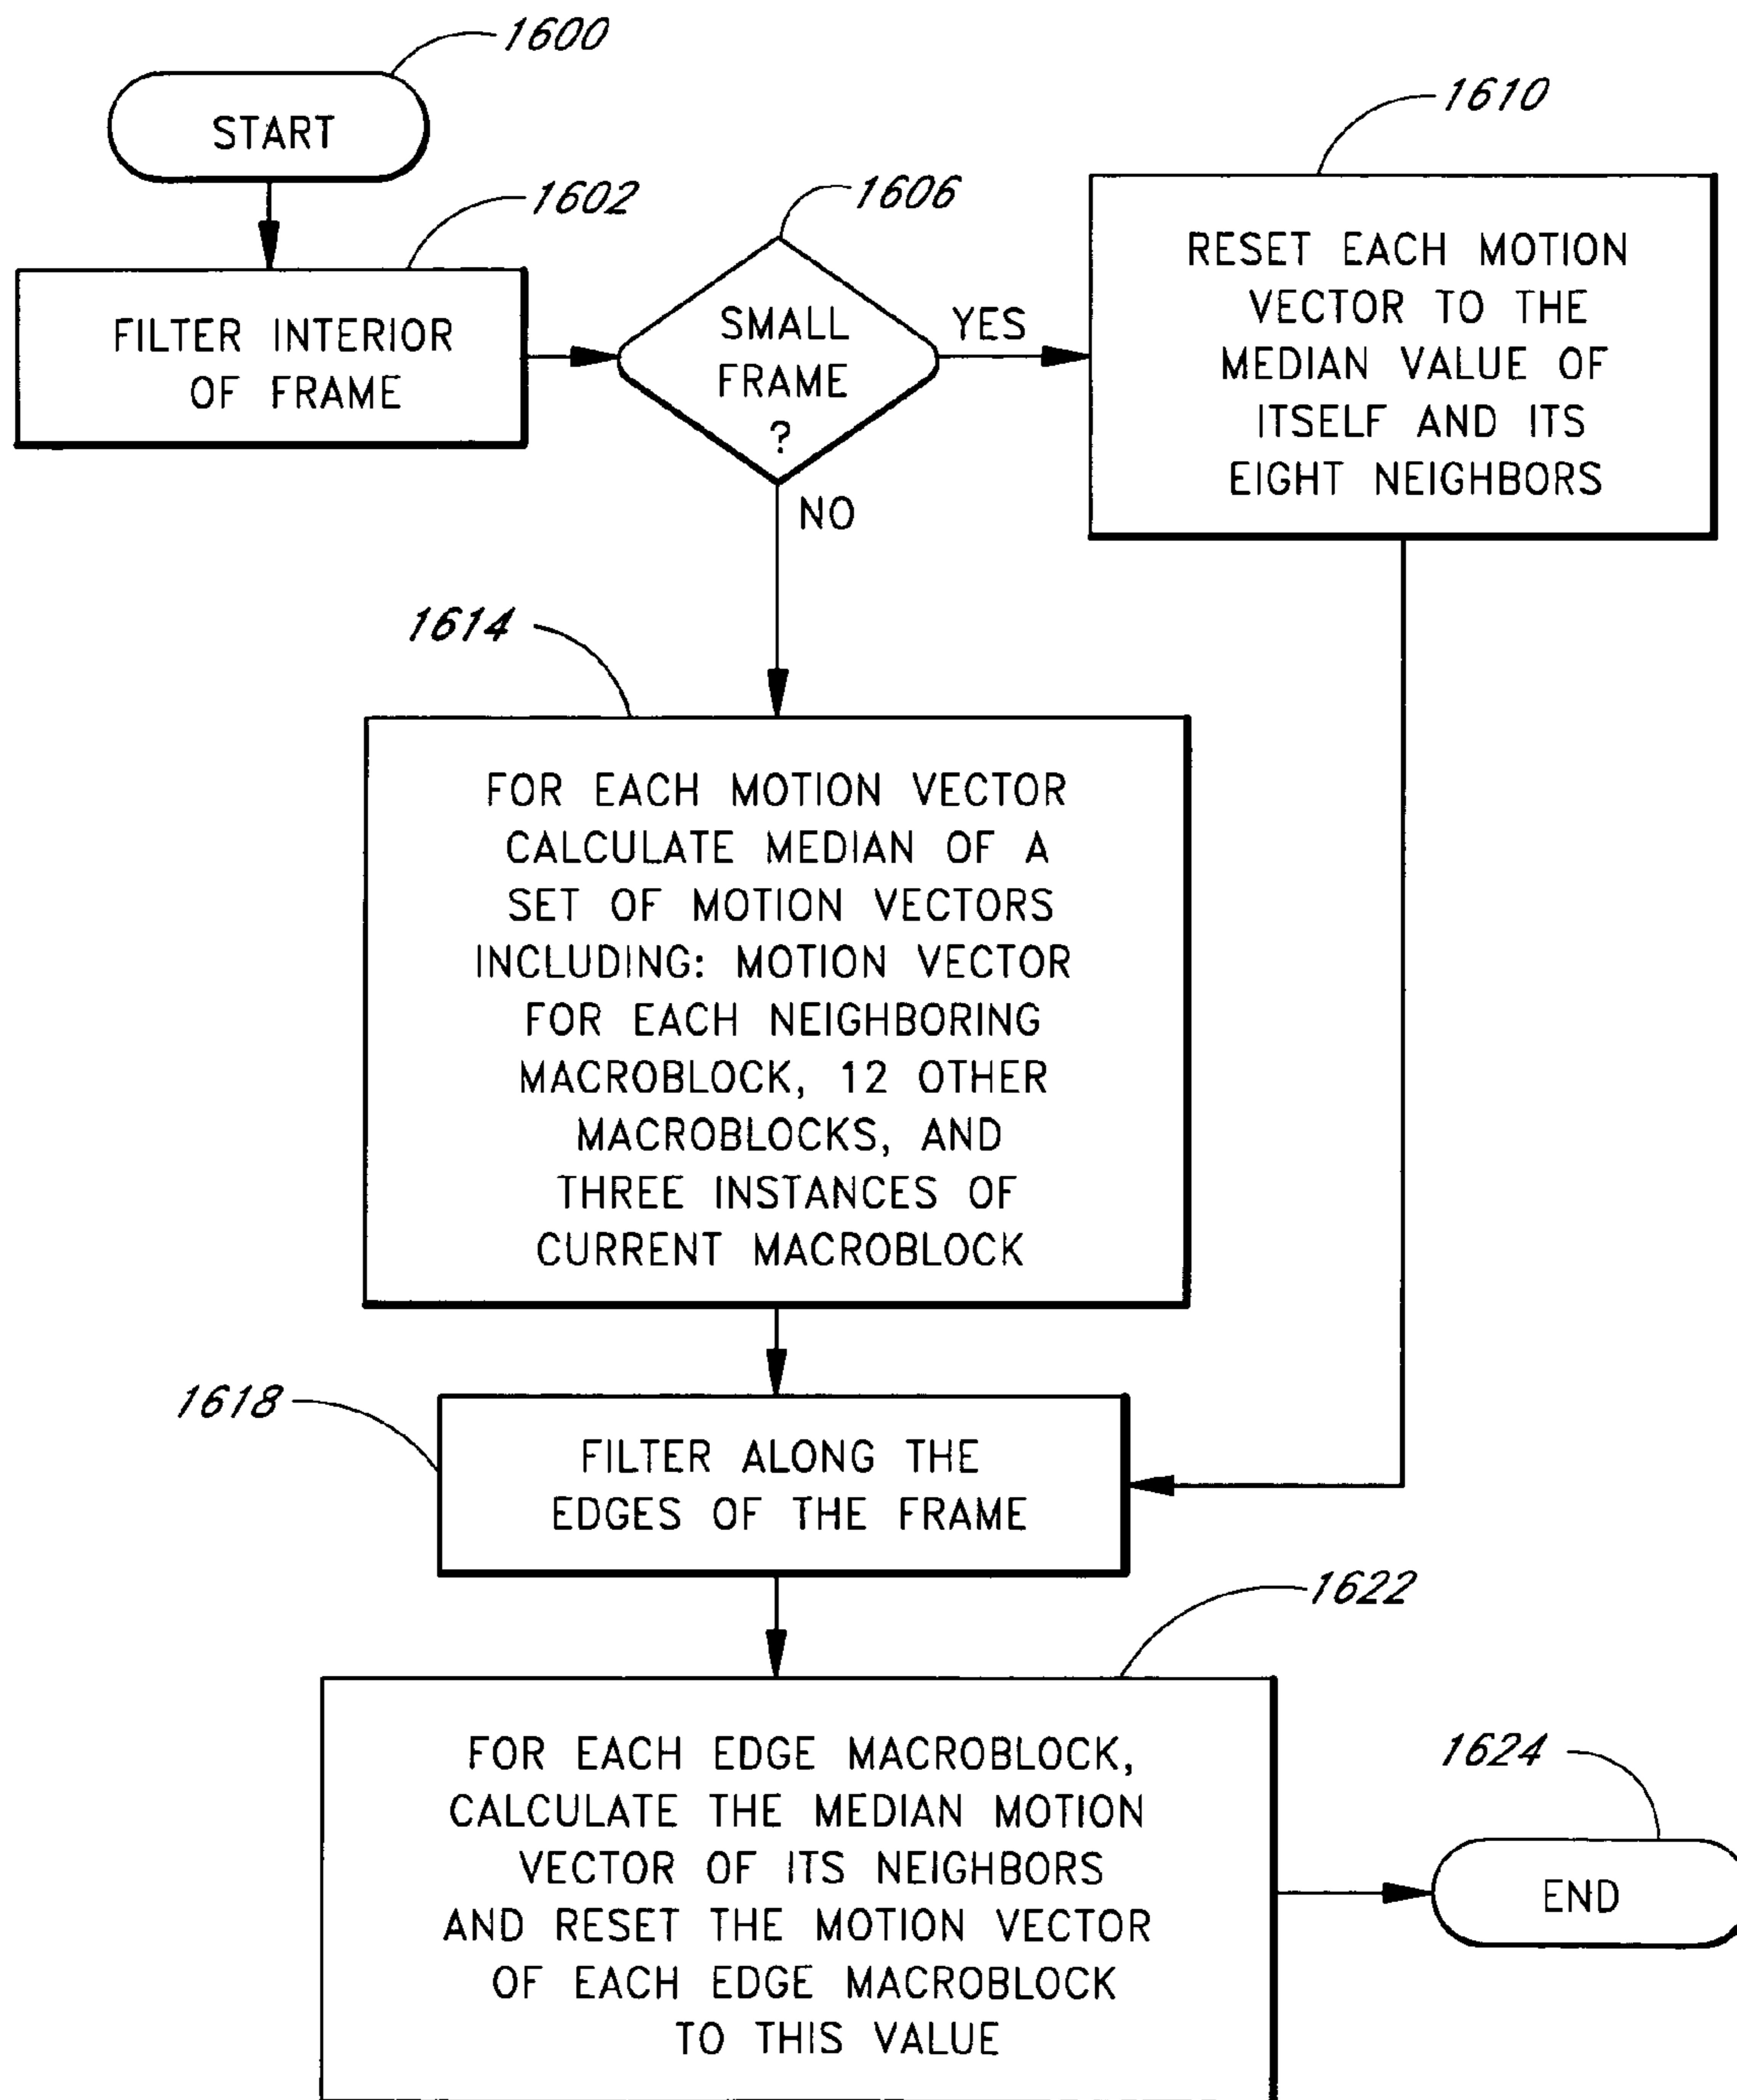 1600
START
1602
FILTER INTERIOR
OF FRAME
1606
SMALL
FRAME
?
YES
NO
1610
RESET EACH MOTION
VECTOR TO THE
MEDIAN VALUE OF
ITSELF AND ITS
EIGHT NEIGHBORS
1614
FOR EACH MOTION VECTOR
CALCULATE MEDIAN OF A
SET OF MOTION VECTORS
INCLUDING: MOTION VECTOR
FOR EACH NEIGHBORING
MACROBLOCK, 12 OTHER
MACROBLOCKS, AND
THREE INSTANCES OF
CURRENT MACROBLOCK
1618
FILTER ALONG THE
EDGES OF THE FRAME
1622
FOR EACH EDGE MACROBLOCK,
CALCULATE THE MEDIAN MOTION
VECTOR OF ITS NEIGHBORS
AND RESET THE MOTION VECTOR
OF EACH EDGE MACROBLOCK
TO THIS VALUE
1624
END